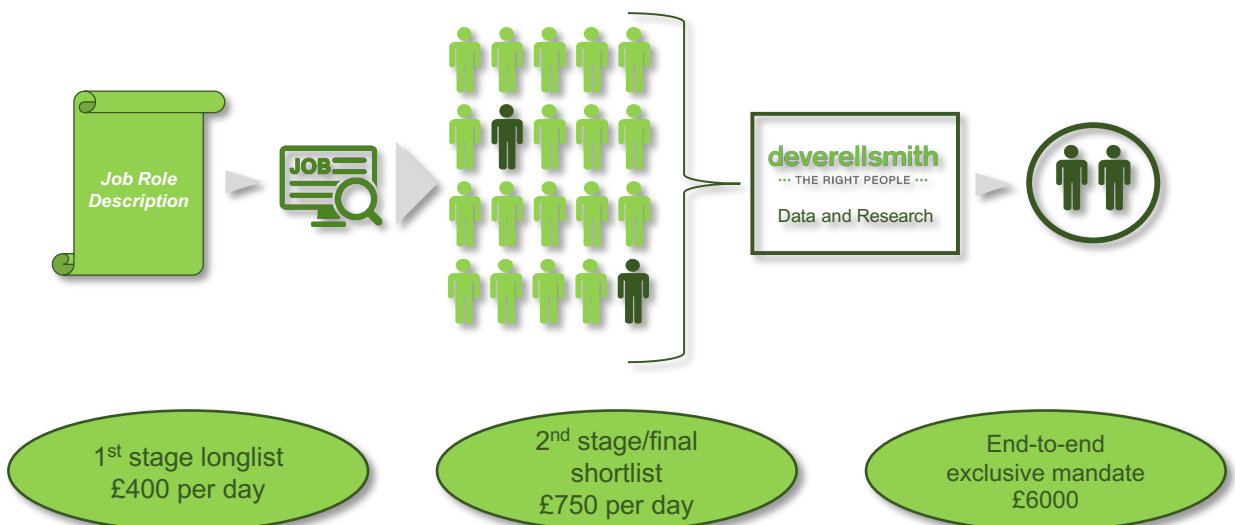 Job Role
Description
JOB
deverellsmith
••• THE RIGHT PEOPLE •••
Data and Research
1st stage longlist
£400 per day
2nd stage/final
shortlist
£750 per day
End-to-end
exclusive mandate
£6000